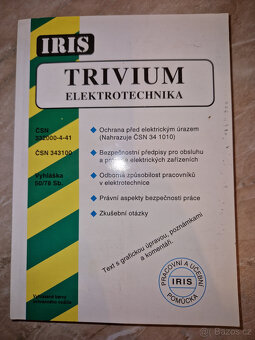 IRIS
TRIVIUM
ELEKTROTECHNIKA
ČSN
332000-4-41
Ochrana před elektrickým úrazem
(Nahrazuje ČSN 34 1010)
ČSN 343100
Bezpečnostní předpisy pro obsluhu
a práci na elektrických zařízeních
Vyhláška
50/78 Sb.
Odborná způsobilost pracovníků
v elektrotechnice
Právní aspekty bezpečnosti práce
Zkušební otázky
Text s grafickou úpravou, poznámkami
a komentáři.
PRACOVNÍ A UČEBNÍ
IRIS
POMŮCKA
bazos.cz